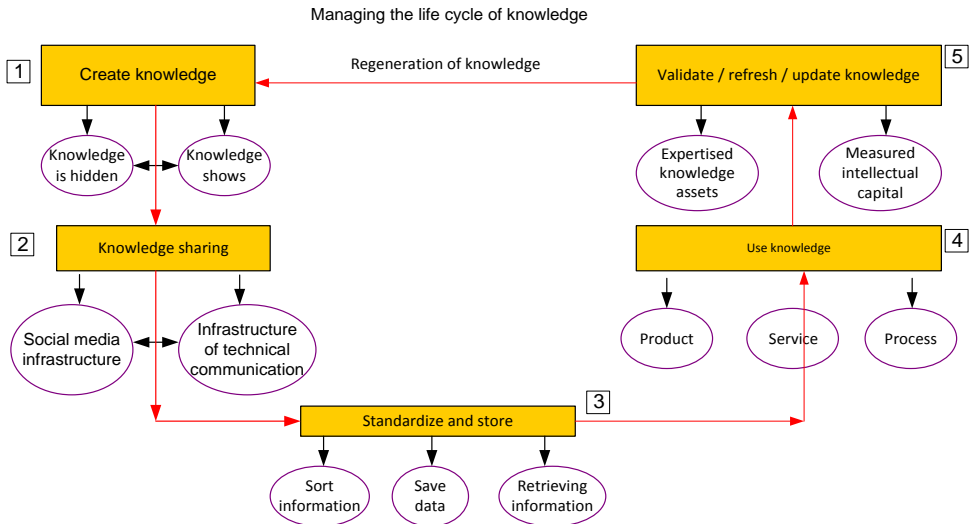 Managing the life cycle of knowledge
1
Create knowledge
Regeneration of knowledge
5
Validate / refresh / update knowledge
Knowledge
is hidden
Knowledge
shows
Expertised
knowledge
assets
Measured
intellectual
capital
2
Knowledge sharing
4
Use knowledge
Social media
infrastructure
Infrastructure
of technical
communication
Product
Service
Process
3
Standardize and store
Sort
information
Save
data
Retrieving
information